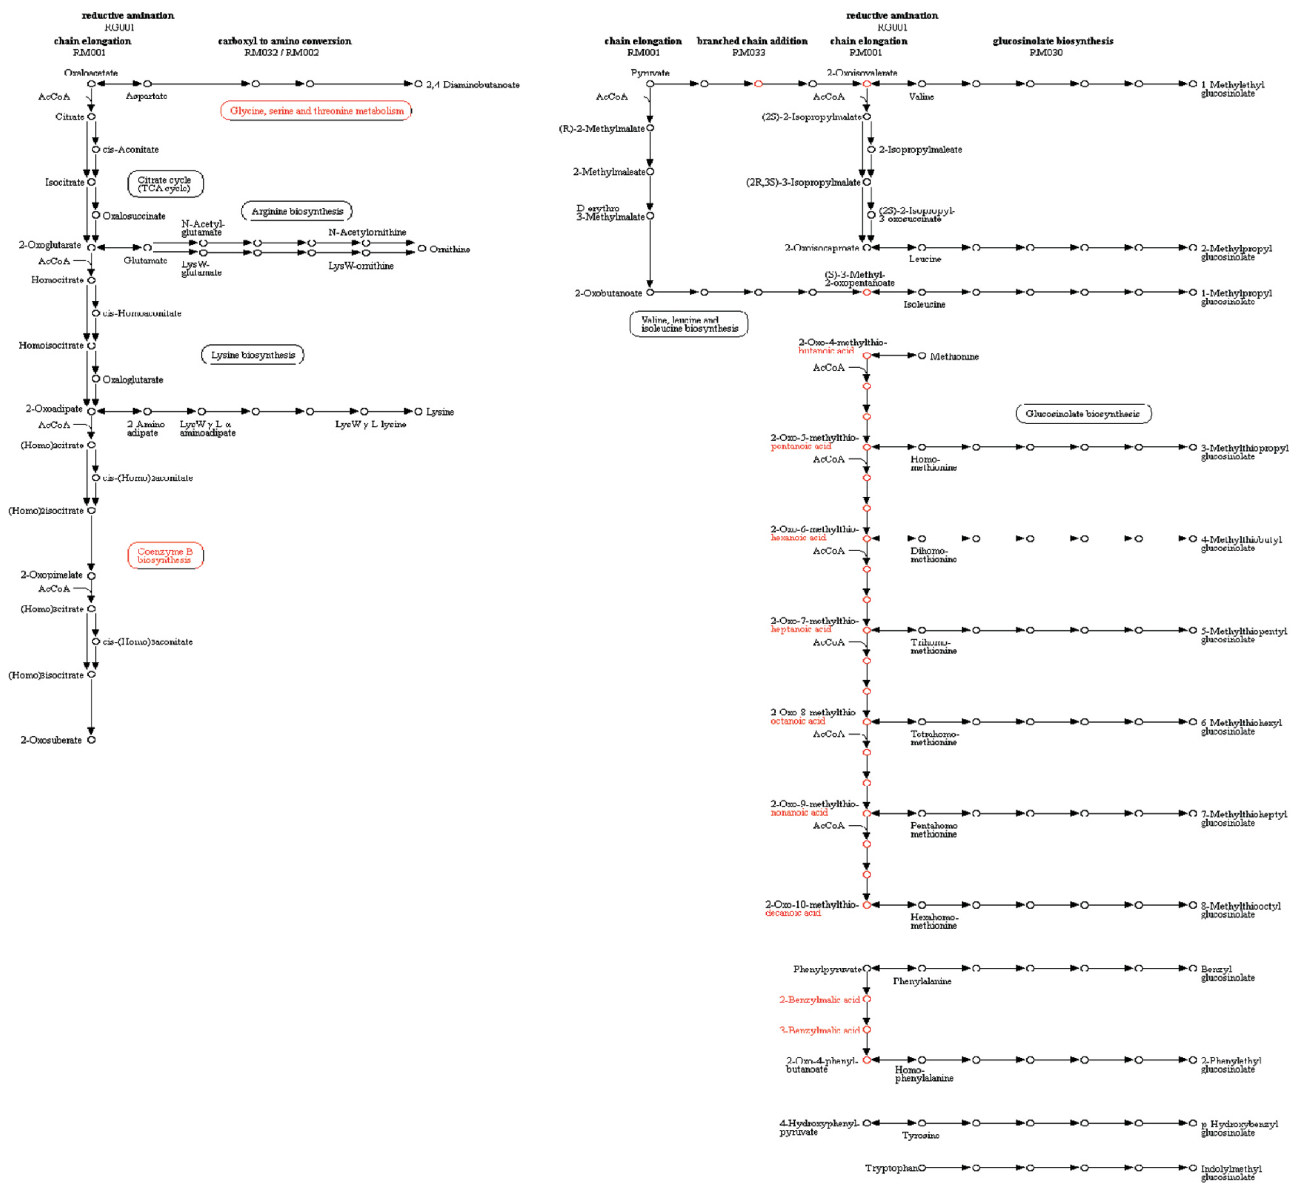 reductive amination
RG001
chain elongation
RM001
carboxyl to amino conversion
RM032 / RM002
Oxaloacetate
AcCoA
Aspartate
2,4 Diaminobutanoate
Glycine, serine and threonine metabolism
Citrate
cis-Aconitate
Isocitrate
Citrate cycle
(TCA cycle)
Oxalosuccinate
Arginine biosynthesis
N-Acetyl-
glutamate
N-Acetylornithine
2-Oxoglutarate
Glutamate
Ornithine
AcCoA
LysW-
glutamate
LysW-ornithine
Homocitrate
cis-Homoaconitate
Homoisocitrate
Lysine biosynthesis
Oxaloglutarate
2-Oxoadipate
AcCoA
2 Amino
adipate
LysW γ L α
aminoadipate
LysW γ L lysine
Lysine
(Homo)2citrate
cis-(Homo)2aconitate
(Homo)2isocitrate
Coenzyme B
biosynthesis
2-Oxopimelate
AcCoA
(Homo)3citrate
cis-(Homo)3aconitate
(Homo)3isocitrate
2-Oxosuberate
chain elongation
RM001
branched chain addition
RM033
reductive amination
RG001
chain elongation
RM001
glucosinolate biosynthesis
RM030
Pyruvate
2-Oxoisovalerate
AcCoA
AcCoA
Valine
1 Methylethyl
glucosinolate
(R)-2-Methylmalate
(2S)-2-Isopropylmalate
2-Isopropylmaleate
2-Methylmaleate
(2R,3S)-3-Isopropylmalate
D erythro
3-Methylmalate
(2S)-2-Isopropyl-
3 oxosuccinate
2-Oxoisocaproate
Leucine
2-Methylpropyl
glucosinolate
(S)-3-Methyl-
2-oxopentanoate
2-Oxobutanoate
Isoleucine
1-Methylpropyl
glucosinolate
Valine, leucine and
isoleucine biosynthesis
2-Oxo-4-methylthio-
butanoic acid
Methionine
AcCoA
Glucosinolate biosynthesis
2-Oxo-5-methylthio-
pentanoic acid
AcCoA
Homo-
methionine
3-Methylthiopropyl
glucosinolate
2-Oxo-6-methylthio-
hexanoic acid
AcCoA
Dihomo-
methionine
4-Methylthiobutyl
glucosinolate
2-Oxo-7-methylthio-
heptanoic acid
AcCoA
Trihomo-
methionine
5-Methylthiopentyl
glucosinolate
2 Oxo 8 methylthio
octanoic acid
AcCoA
Tetrahomo-
methionine
6 Methylthiohexyl
glucosinolate
2-Oxo-9-methylthio-
nonanoic acid
AcCoA
Pentahomo
methionine
7-Methylthioheptyl
glucosinolate
2-Oxo-10-methylthio-
decanoic acid
Hexahomo-
methionine
8-Methylthiooctyl
glucosinolate
Phenylpyruvate
Phenylalanine
Benzyl
glucosinolate
2-Benzylmalic acid
3-Benzylmalic acid
2-Oxo-4-phenyl-
butanoate
Homo-
phenylalanine
2-Phenylethyl
glucosinolate
4-Hydroxyphenyl-
pyruvate
Tyrosine
p Hydroxybenzyl
glucosinolate
Tryptophan
Indolylmethyl
glucosinolate